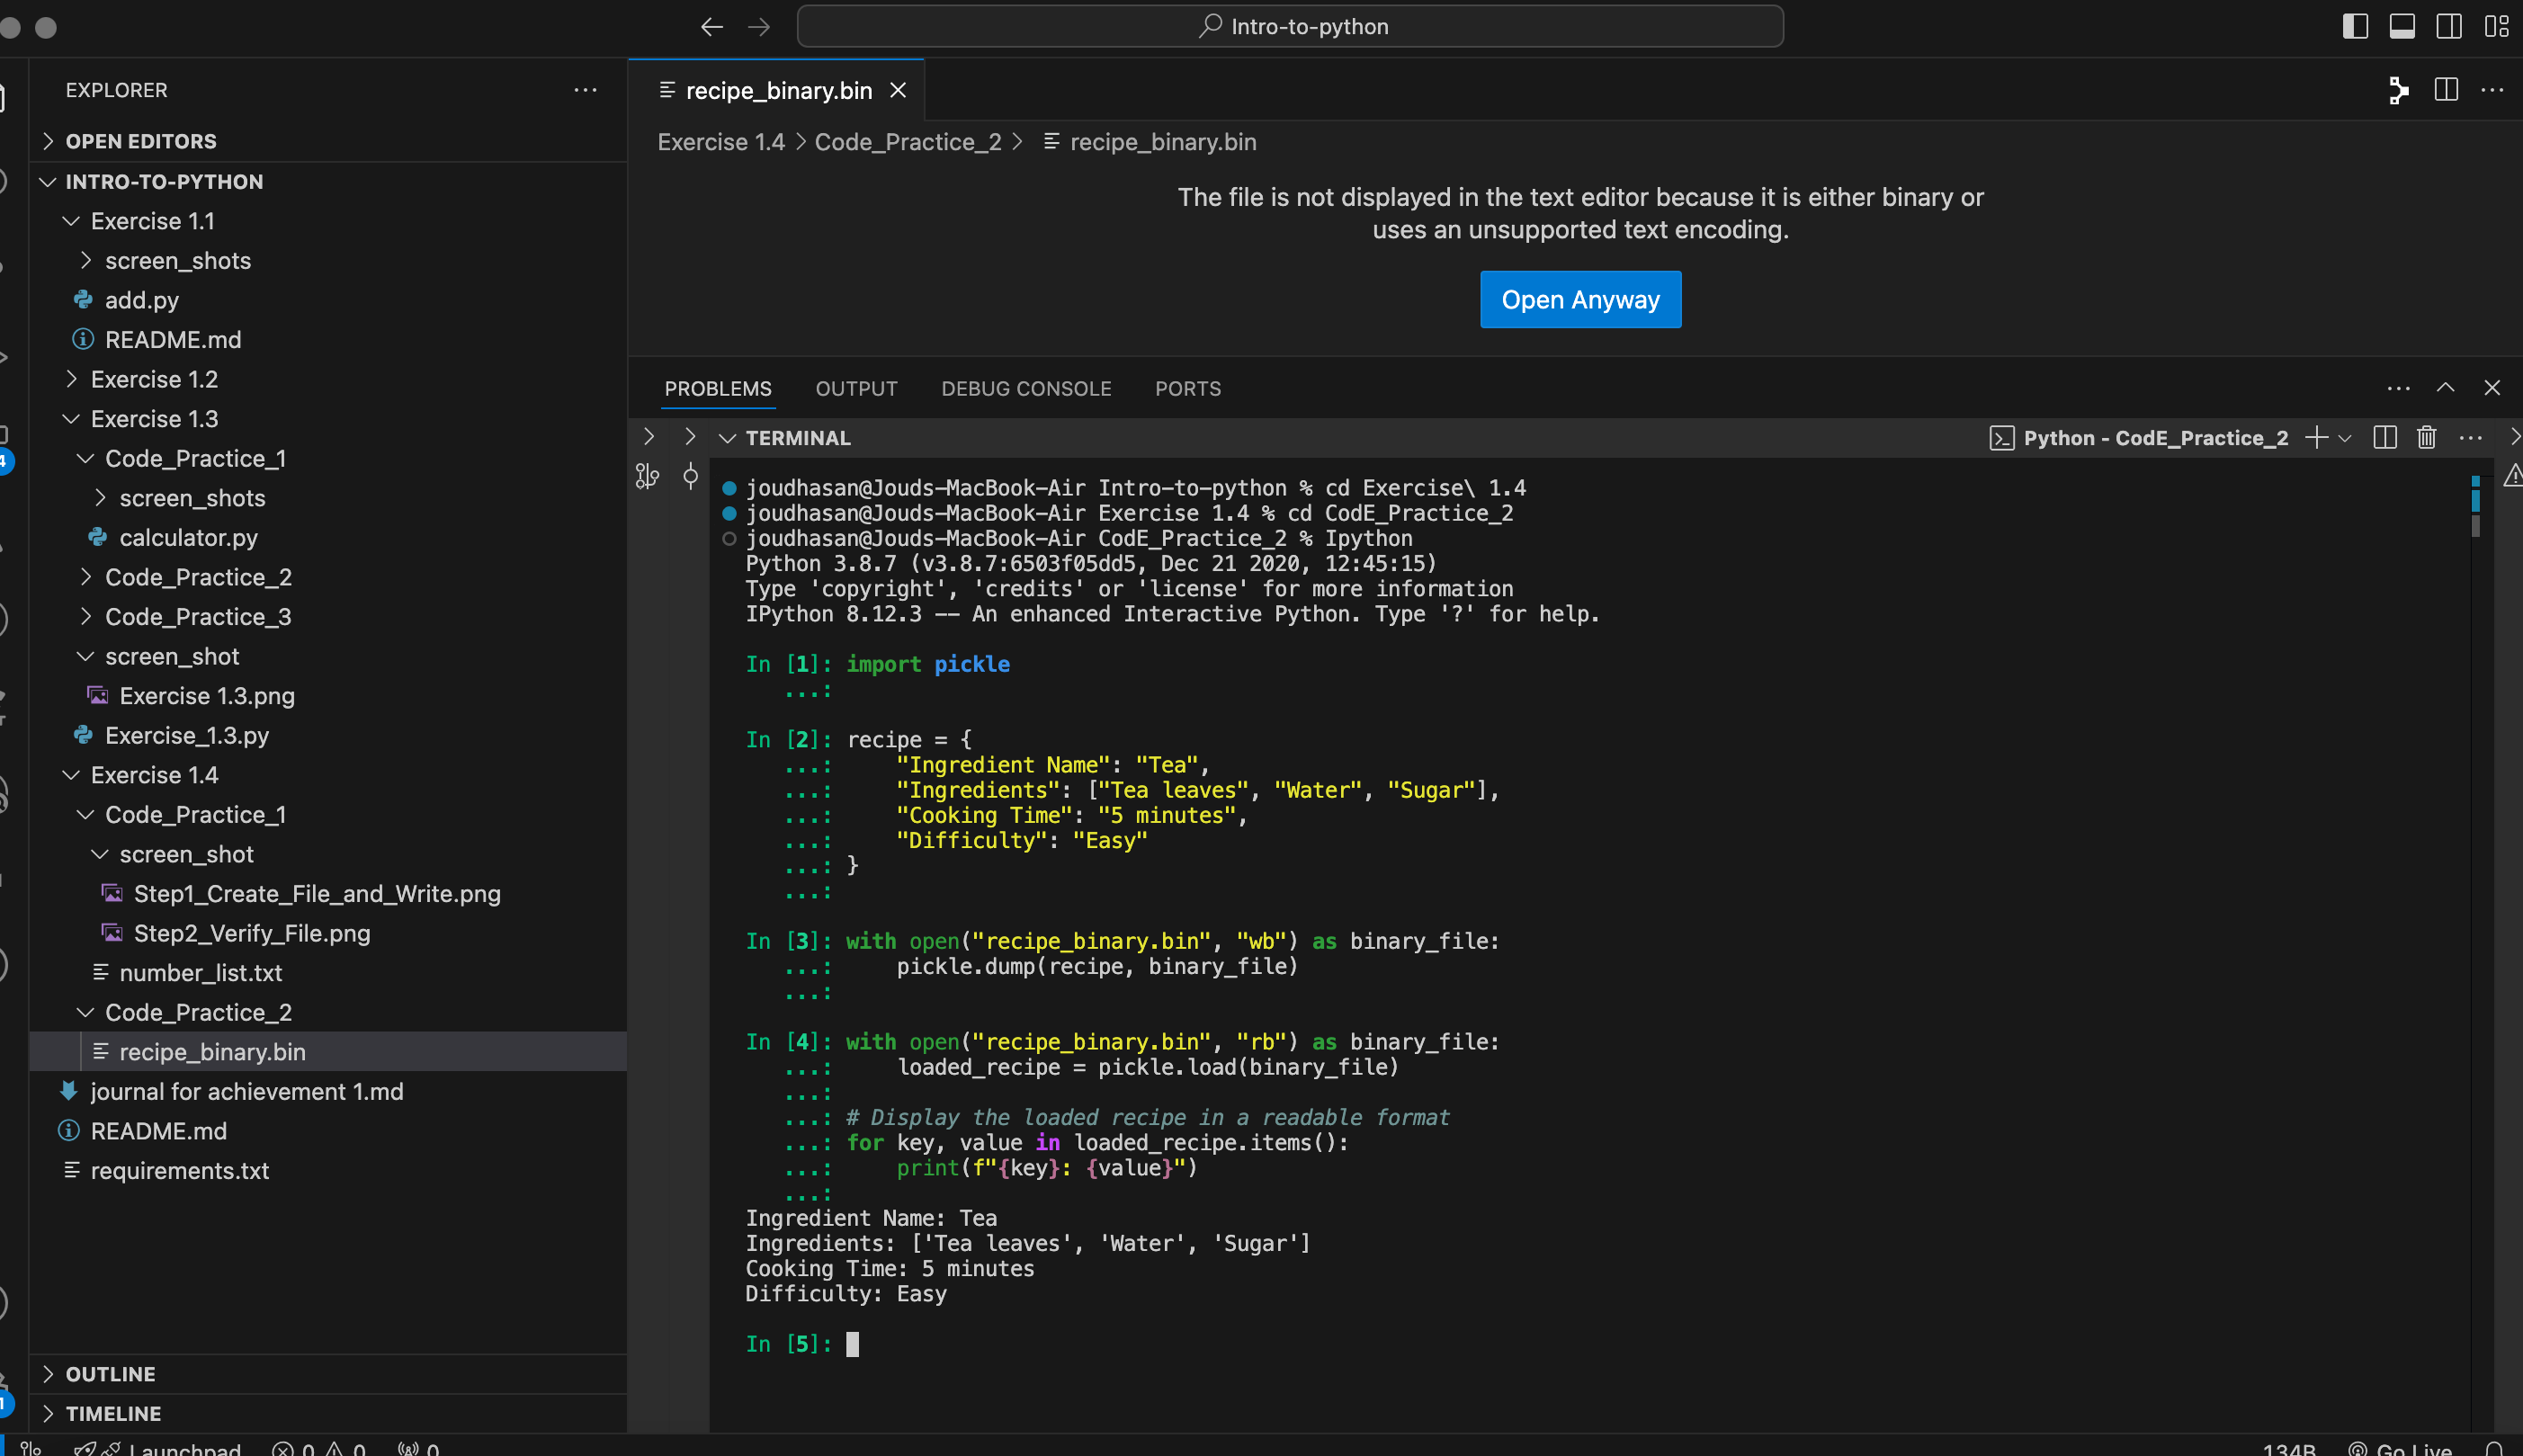 Intro-to-python
EXPLORER
OPEN EDITORS
INTRO-TO-PYTHON
Exercise 1.1
screen_shots
add.py
README.md
Exercise 1.2
Exercise 1.3
Code_Practice_1
screen_shots
calculator.py
Code_Practice_2
Code_Practice_3
screen_shot
Exercise 1.3.png
Exercise_1.3.py
Exercise 1.4
Code_Practice_1
screen_shot
Step1_Create_File_and_Write.png
Step2_Verify_File.png
number_list.txt
Code_Practice_2
recipe_binary.bin
journal for achievement 1.md
README.md
requirements.txt
OUTLINE
TIMELINE
recipe_binary.bin
Exercise 1.4 > Code_Practice_2 > recipe_binary.bin
The file is not displayed in the text editor because it is either binary or
uses an unsupported text encoding.
Open Anyway
PROBLEMS OUTPUT DEBUG CONSOLE PORTS
TERMINAL Python - CodE_Practice_2
joudhasan@Jouds-MacBook-Air Intro-to-python % cd Exercise\ 1.4
joudhasan@Jouds-MacBook-Air Exercise 1.4 % cd CodE_Practice_2
joudhasan@Jouds-MacBook-Air CodE_Practice_2 % Ipython
Python 3.8.7 (v3.8.7:6503f05dd5, Dec 21 2020, 12:45:15)
Type 'copyright', 'credits' or 'license' for more information
IPython 8.12.3 -- An enhanced Interactive Python. Type '?' for help.
In [1]: import pickle
...:
In [2]: recipe = {
...:     "Ingredient Name": "Tea",
...:     "Ingredients": ["Tea leaves", "Water", "Sugar"],
...:     "Cooking Time": "5 minutes",
...:     "Difficulty": "Easy"
...: }
...:
In [3]: with open("recipe_binary.bin", "wb") as binary_file:
...:     pickle.dump(recipe, binary_file)
...:
In [4]: with open("recipe_binary.bin", "rb") as binary_file:
...:     loaded_recipe = pickle.load(binary_file)
...:
...: # Display the loaded recipe in a readable format
...: for key, value in loaded_recipe.items():
...:     print(f"{key}: {value}")
...:
Ingredient Name: Tea
Ingredients: ['Tea leaves', 'Water', 'Sugar']
Cooking Time: 5 minutes
Difficulty: Easy
In [5]:
4
1
Launchpad 0 0 0 134B Go Live